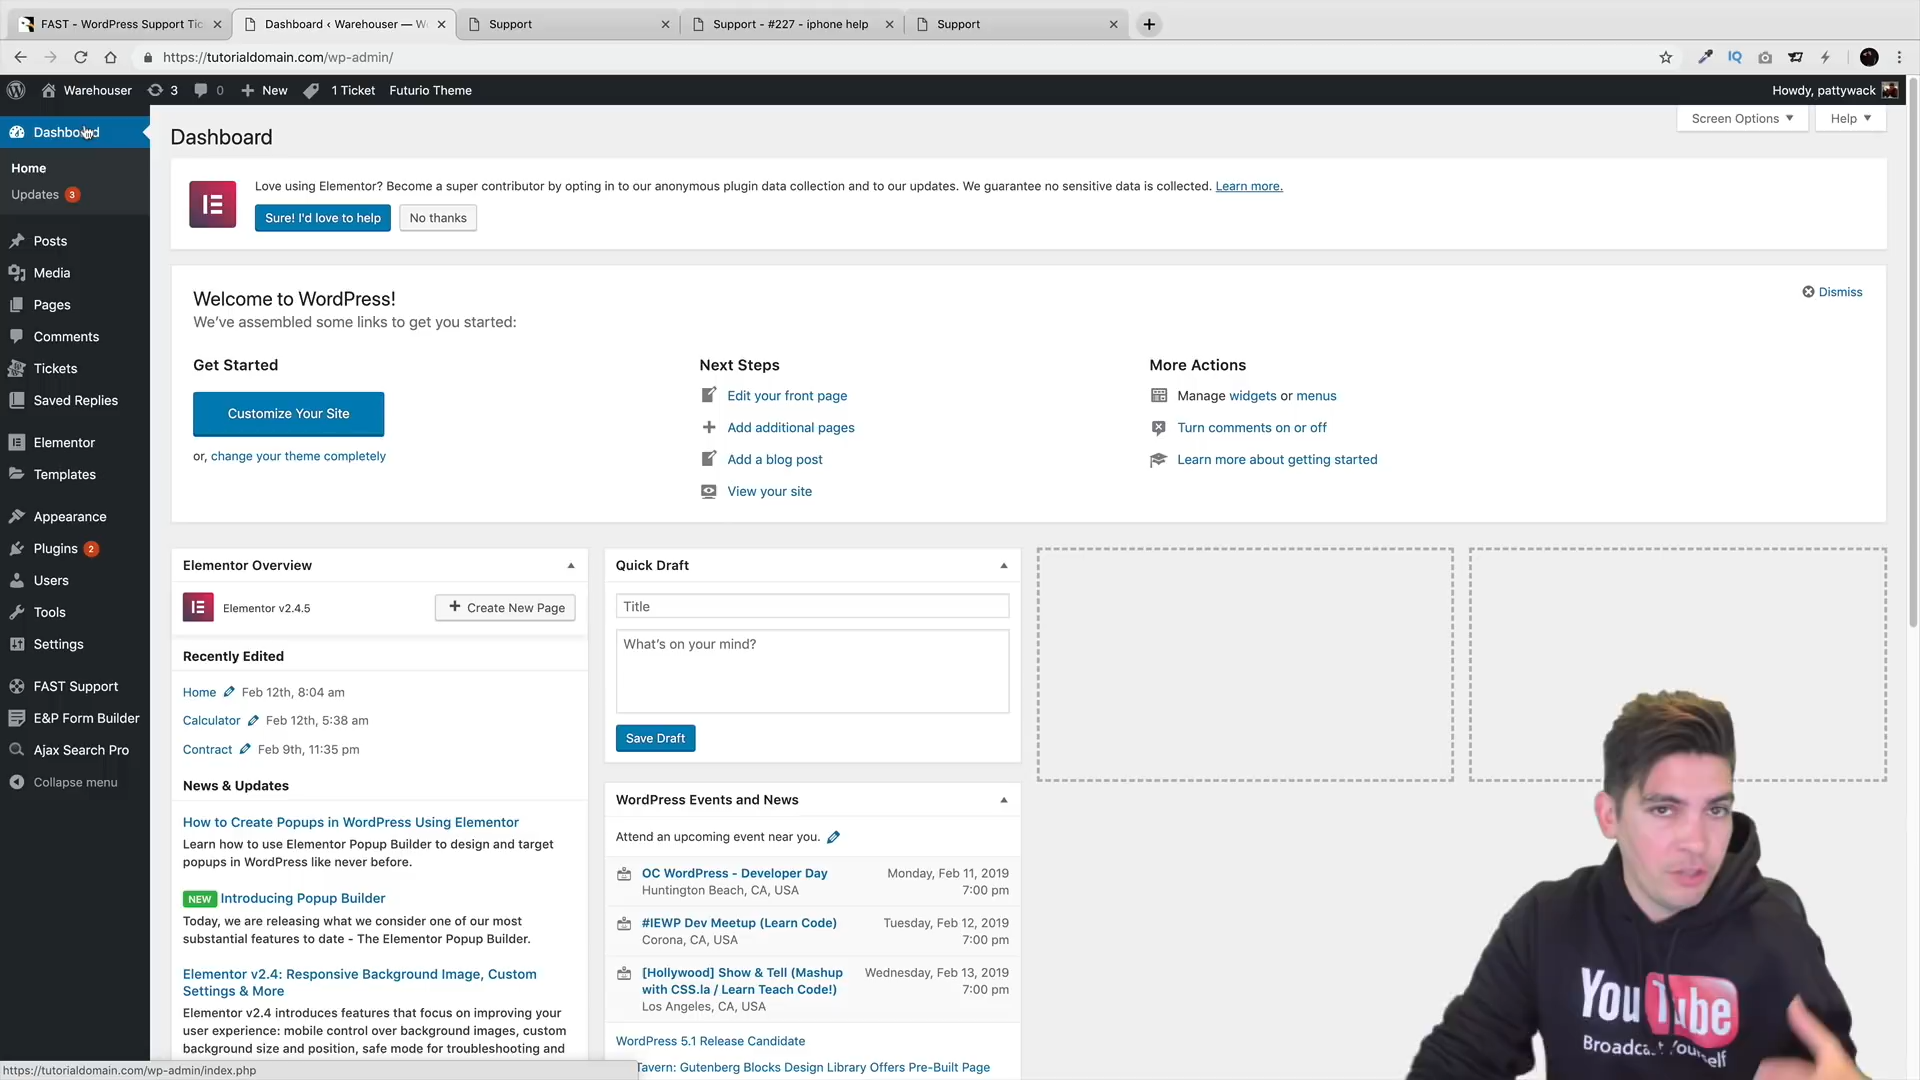 FAST - WordPress Support Tic
Dashboard ‹ Warehouser — W
Support
Support - #227 - iphone help
Support
https://tutorialdomain.com/wp-admin/
IQ
Warehouser
3
0
New
1 Ticket
Futurio Theme
Howdy, pattywack
Dashboard
Home
Updates 3
Posts
Media
Pages
Comments
Tickets
Saved Replies
Elementor
Templates
Appearance
Plugins 2
Users
Tools
Settings
FAST Support
E&P Form Builder
Ajax Search Pro
Collapse menu
Screen Options
Help
Dashboard
Love using Elementor? Become a super contributor by opting in to our anonymous plugin data collection and to our updates. We guarantee no sensitive data is collected. Learn more.
Sure! I'd love to help
No thanks
Welcome to WordPress!
We've assembled some links to get you started:
Dismiss
Get Started
Customize Your Site
or, change your theme completely
Next Steps
Edit your front page
Add additional pages
Add a blog post
View your site
More Actions
Manage widgets or menus
Turn comments on or off
Learn more about getting started
Elementor Overview
Elementor v2.4.5
Create New Page
Recently Edited
Home Feb 12th, 8:04 am
Calculator Feb 12th, 5:38 am
Contract Feb 9th, 11:35 pm
News & Updates
How to Create Popups in WordPress Using Elementor
Learn how to use Elementor Popup Builder to design and target
popups in WordPress like never before.
NEW Introducing Popup Builder
Today, we are releasing what we consider one of our most
substantial features to date - The Elementor Popup Builder.
Elementor v2.4: Responsive Background Image, Custom
Settings & More
Elementor v2.4 introduces features that focus on improving your
user experience: mobile control over background images, custom
background size and position, safe mode for troubleshooting and
Quick Draft
Title
What's on your mind?
Save Draft
WordPress Events and News
Attend an upcoming event near you.
OC WordPress - Developer Day
Huntington Beach, CA, USA
Monday, Feb 11, 2019
7:00 pm
#IEWP Dev Meetup (Learn Code)
Corona, CA, USA
Tuesday, Feb 12, 2019
7:00 pm
[Hollywood] Show & Tell (Mashup
with CSS.la / Learn Teach Code!)
Los Angeles, CA, USA
Wednesday, Feb 13, 2019
7:00 pm
WordPress 5.1 Release Candidate
Tavern: Gutenberg Blocks Design Library Offers Pre-Built Page
https://tutorialdomain.com/wp-admin/index.php
YouTube
Broadcast Yourself